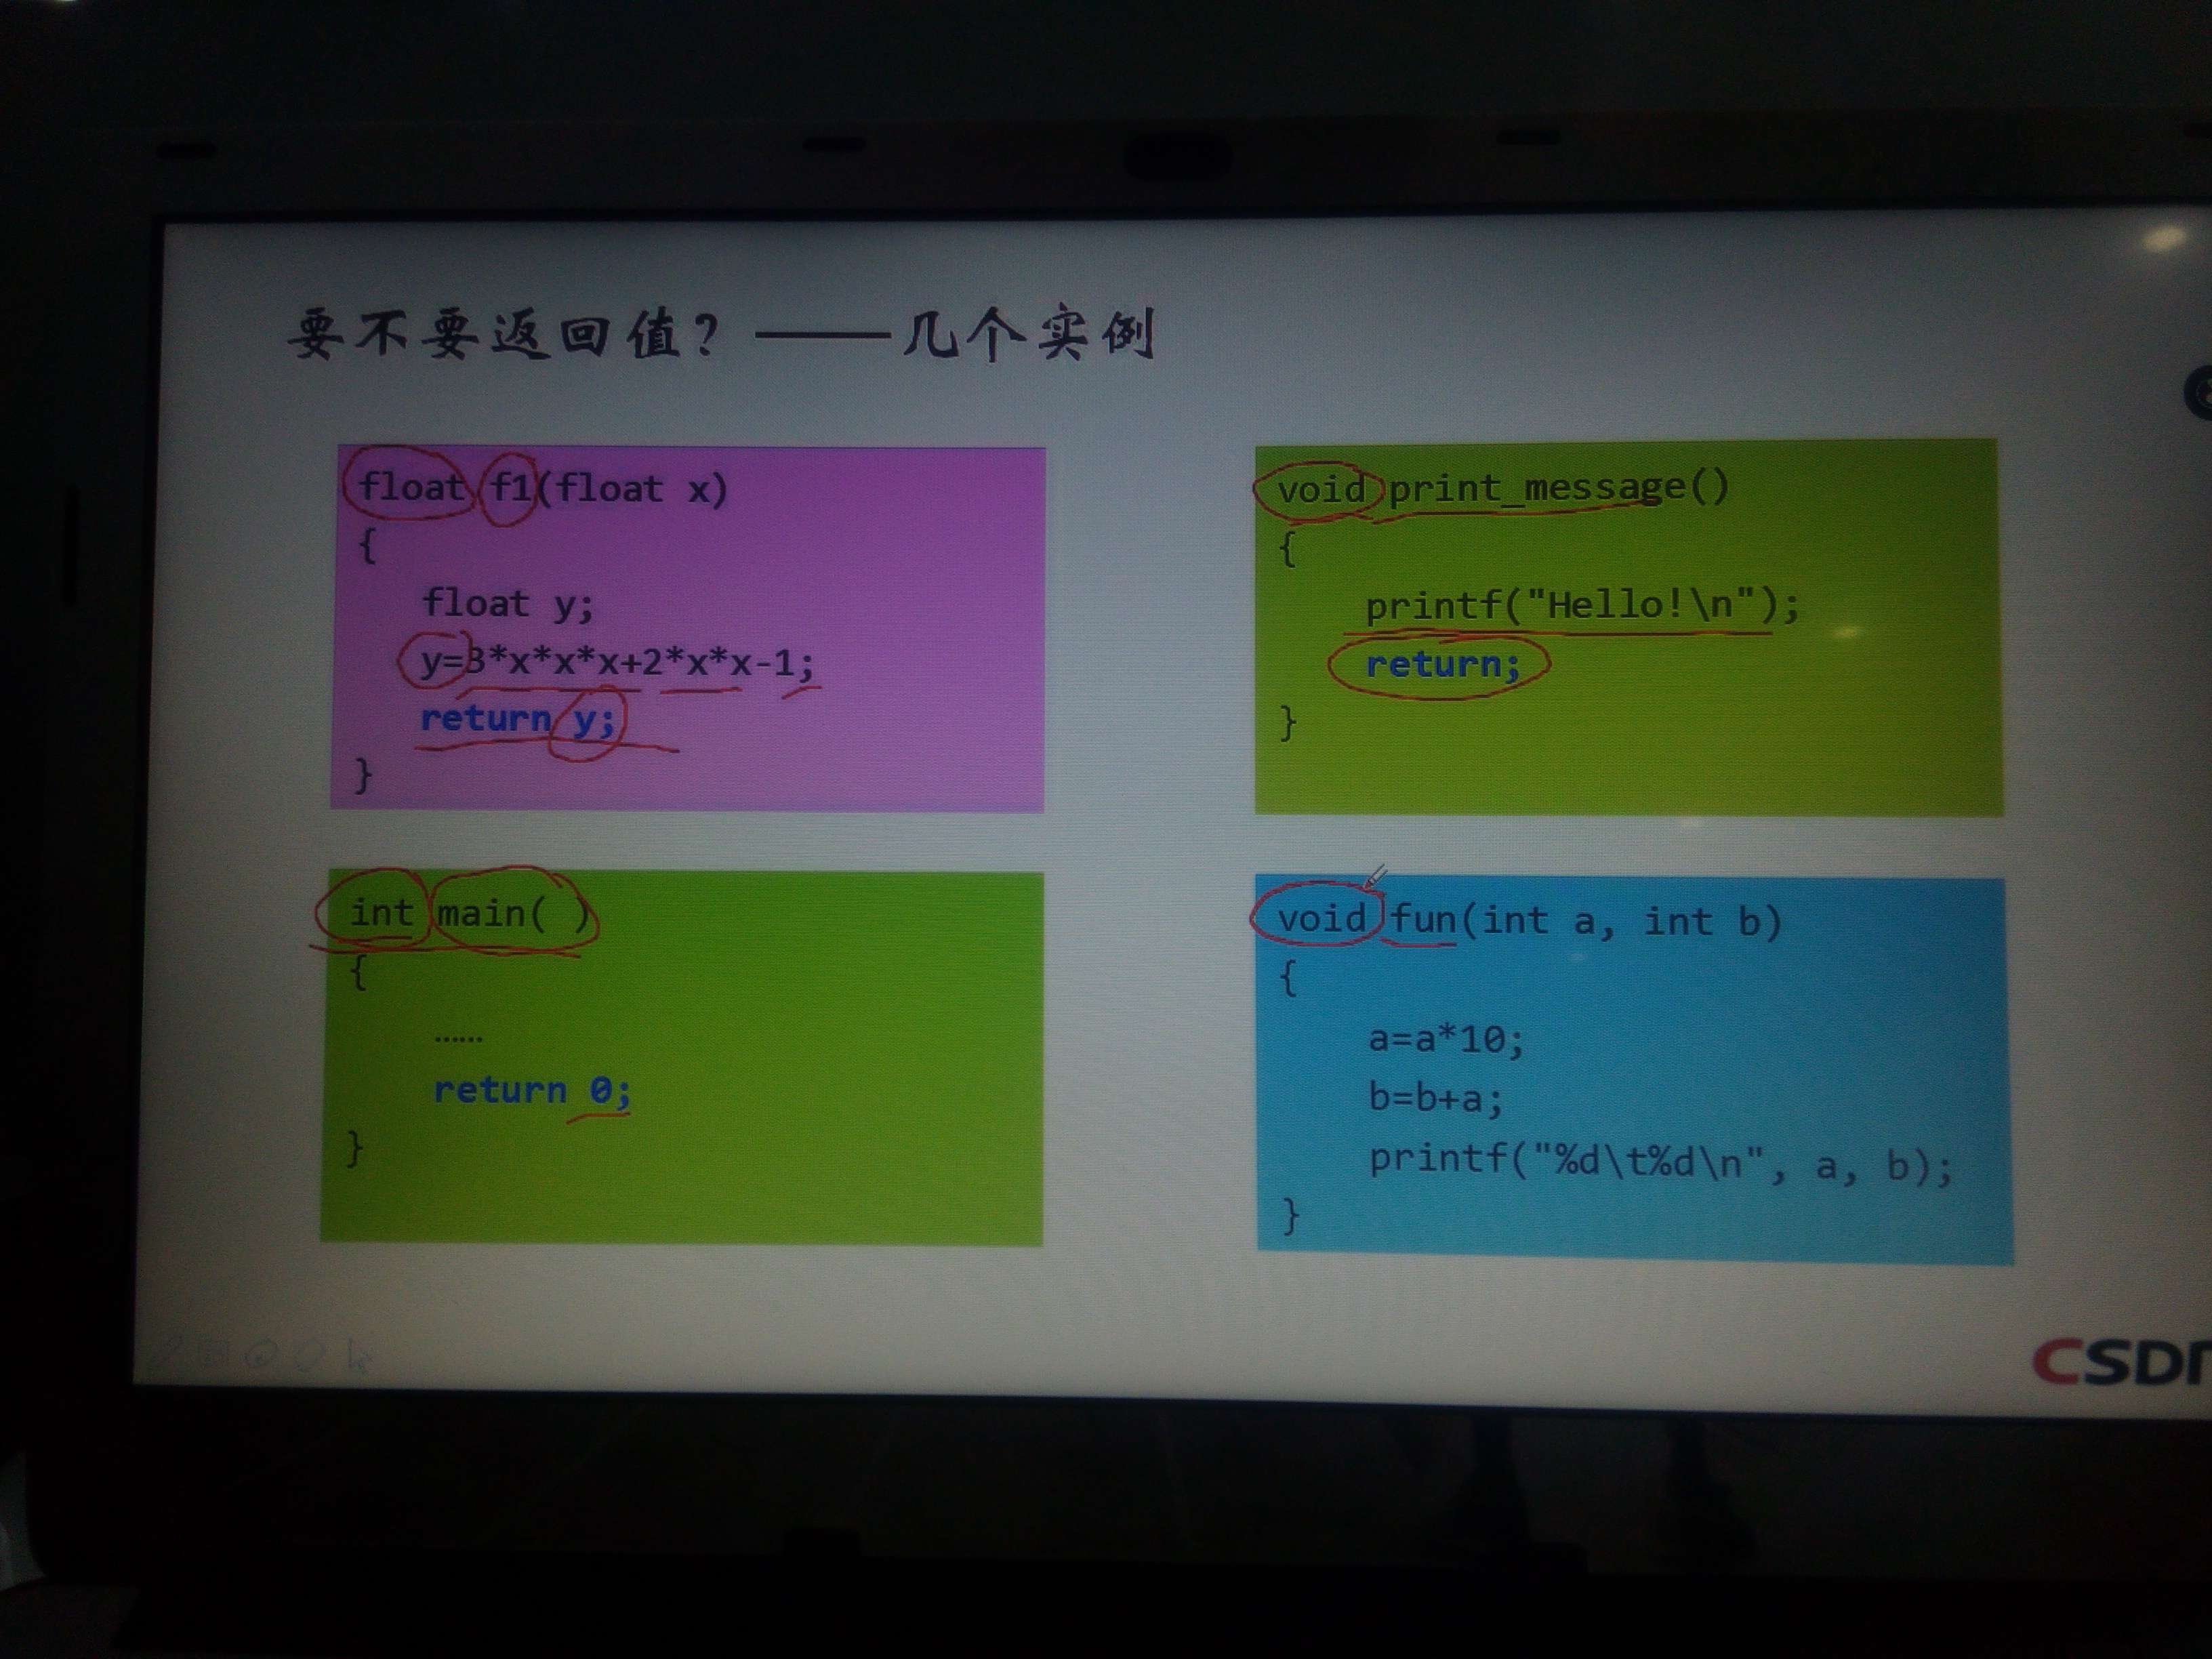 要不要返回值？——几个实例
float f1(float x)
{
float y;
y=3*x*x*x+2*x*x-1;
return y;
}
void print_message()
{
printf("Hello!\n");
return;
}
int main( )
{
……
return 0;
}
void fun(int a, int b)
{
a=a*10;
b=b+a;
printf("%d\t%d\n", a, b);
}
CSD